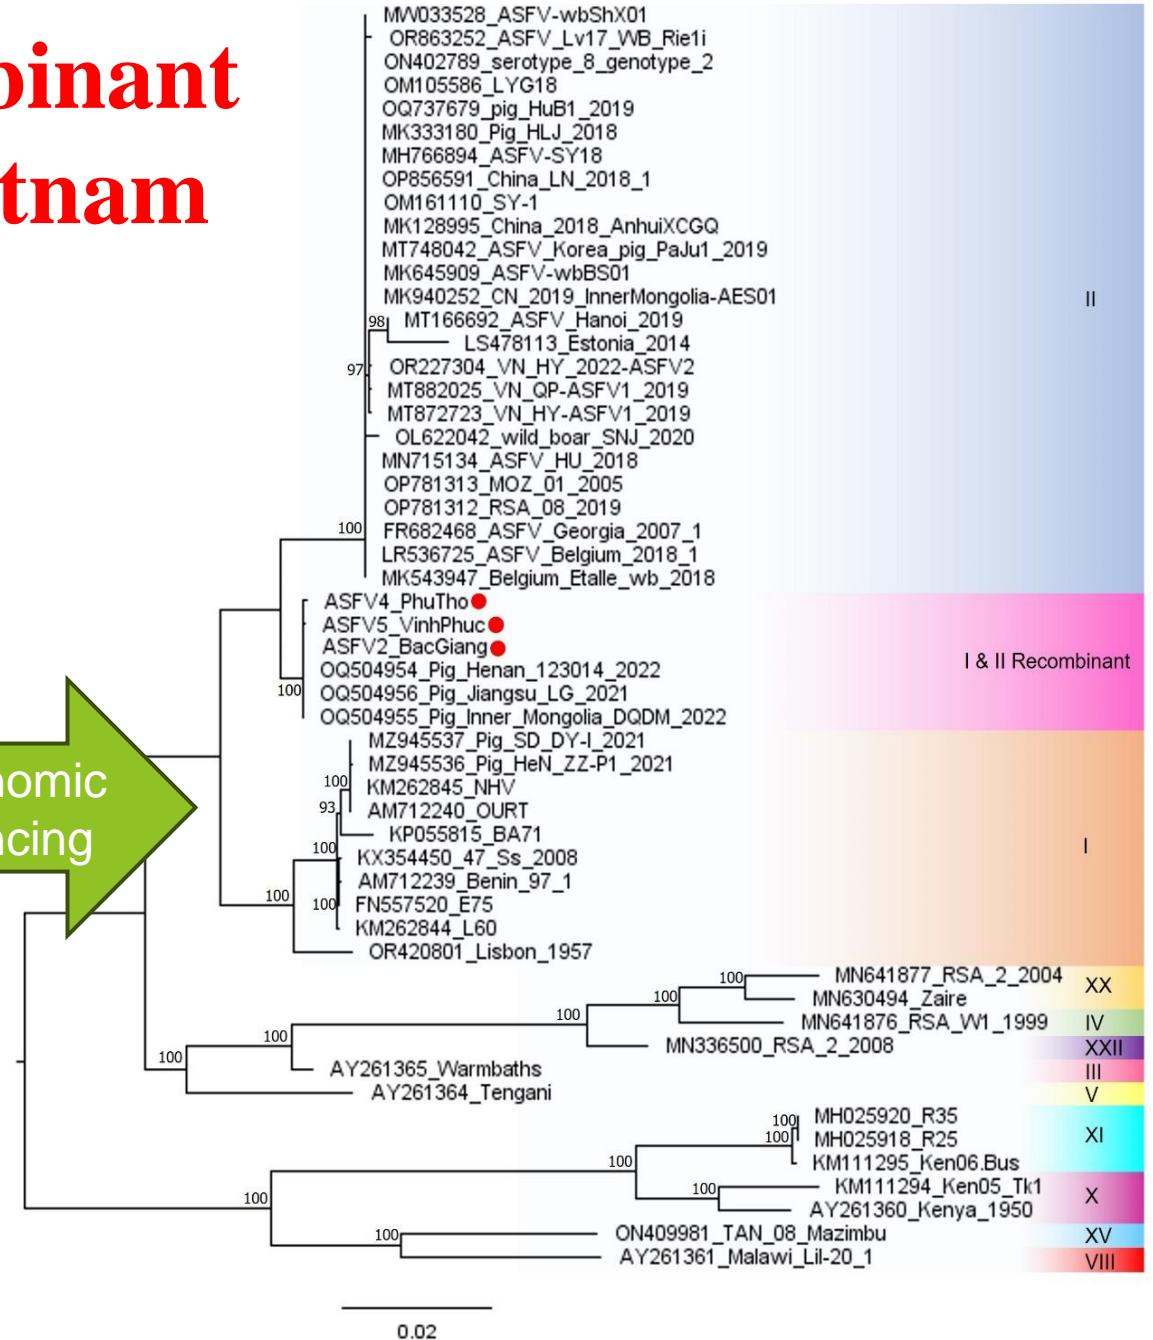 binant
tnam
MW033528_ASFV-wbShX01
OR863252_ASFV_Lv17_WB_Rie1i
ON402789_serotype_8_genotype_2
OM105586_LYG18
OQ737679_pig_HuB1_2019
MK333180_Pig_HLJ_2018
MH766894_ASFV-SY18
OP856591_China_LN_2018_1
OM161110_SY-1
MK128995_China_2018_AnhuiXCGQ
MT748042_ASFV_Korea_pig_PaJu1_2019
MK645909_ASFV-wbBS01
MK940252_CN_2019_InnerMongolia-AES01
II
98
MT166692_ASFV_Hanoi_2019
LS478113_Estonia_2014
97
OR227304_VN_HY_2022-ASFV2
MT882025_VN_QP-ASFV1_2019
MT872723_VN_HY-ASFV1_2019
OL622042_wild_boar_SNJ_2020
MN715134_ASFV_HU_2018
OP781313_MOZ_01_2005
OP781312_RSA_08_2019
100
FR682468_ASFV_Georgia_2007_1
LR536725_ASFV_Belgium_2018_1
MK543947_Belgium_Etalle_wb_2018
ASFV4_PhuTho
ASFV5_VinhPhuc
ASFV2_BacGiang
I & II Recombinant
OQ504954_Pig_Henan_123014_2022
100
OQ504956_Pig_Jiangsu_LG_2021
OQ504955_Pig_Inner_Mongolia_DQDM_2022
MZ945537_Pig_SD_DY-I_2021
MZ945536_Pig_HeN_ZZ-P1_2021
100
KM262845_NHV
93
AM712240_OURT
KP055815_BA71
I
100
KX354450_47_Ss_2008
AM712239_Benin_97_1
100
100
FN557520_E75
KM262844_L60
OR420801_Lisbon_1957
nomic
ncing
100
MN641877_RSA_2_2004
XX
100
MN630494_Zaire
100
MN641876_RSA_W1_1999
IV
100
MN336500_RSA_2_2008
XXII
100
AY261365_Warmbaths
III
AY261364_Tengani
V
100
MH025920_R35
100
MH025918_R25
XI
100
KM111295_Ken06.Bus
100
KM111294_Ken05_Tk1
X
100
AY261360_Kenya_1950
100
ON409981_TAN_08_Mazimbu
XV
AY261361_Malawi_Lil-20_1
VIII
0.02